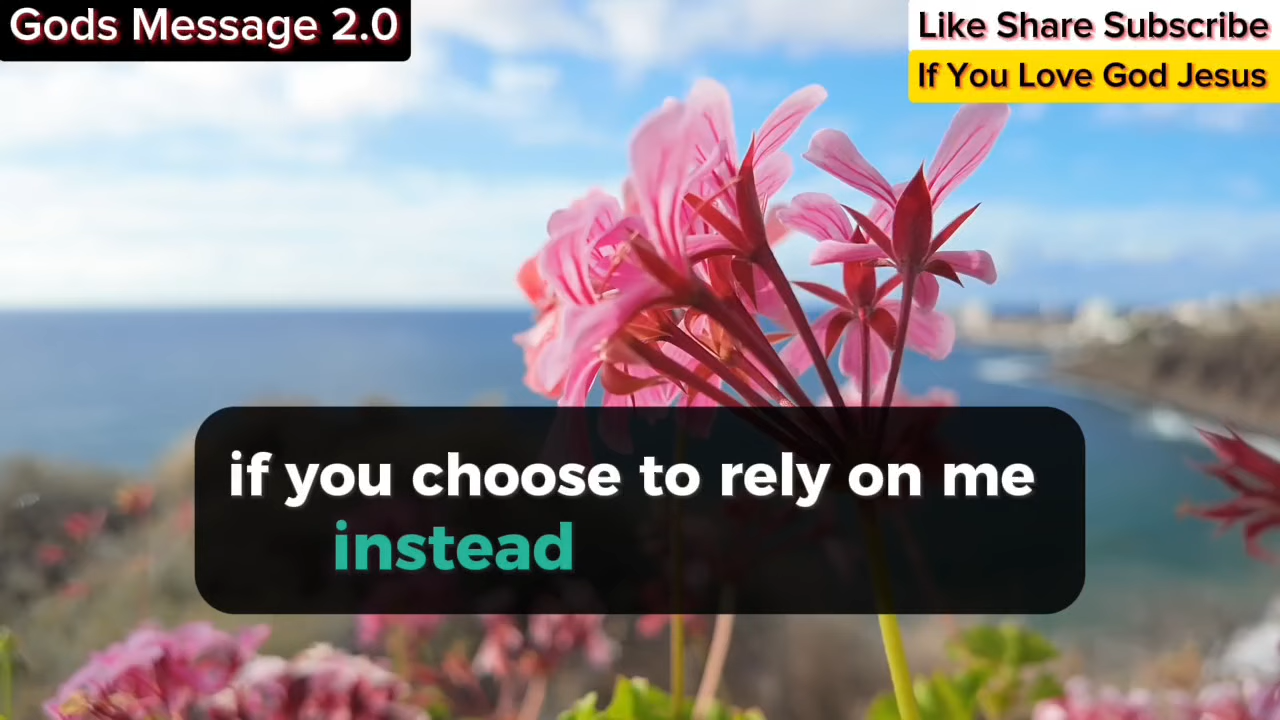 Gods Message 2.0
Like Share Subscribe
If You Love God Jesus
if you choose to rely on me
instead